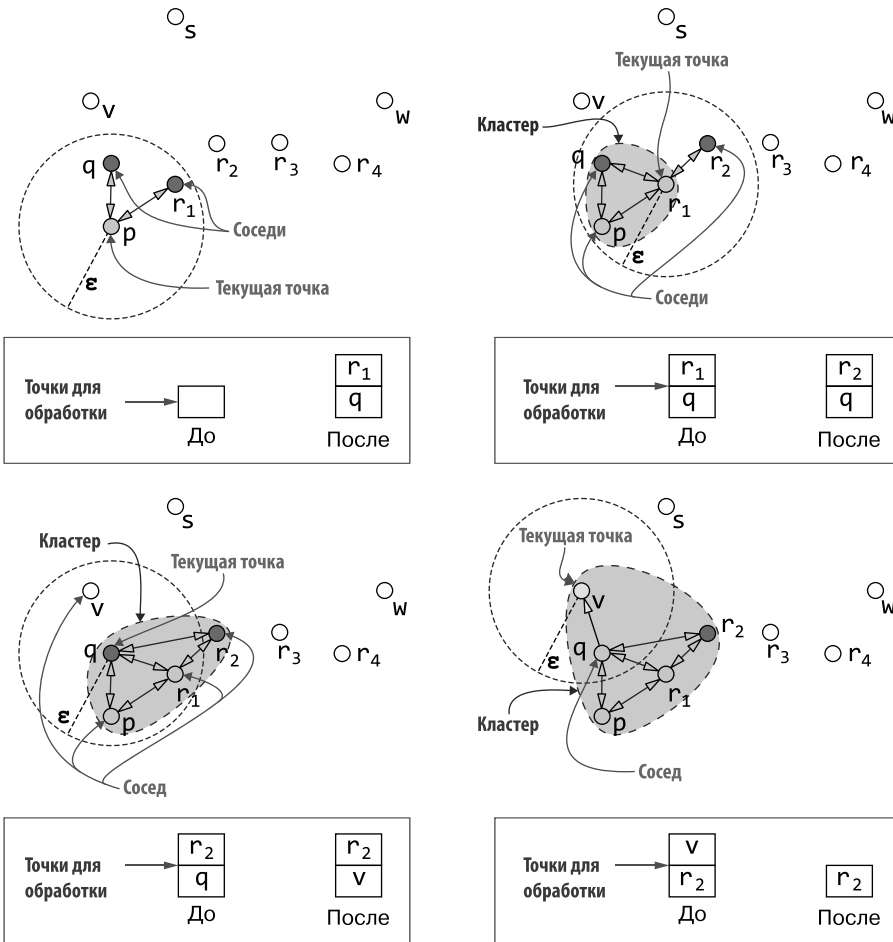 s
v
w
q
r₂
r₃
r₄
r₁
p
Соседи
ε
Текущая точка
Точки для
обработки
До
r₁
q
После
s
Текущая точка
v
w
Кластер
q
r₂
r₃
r₄
r₁
p
ε
Соседи
Точки для
обработки
r₁
q
До
r₂
q
После
s
Кластер
Текущая точка
v
w
q
r₂
r₃
r₄
r₁
ε
p
Сосед
Точки для
обработки
r₂
q
До
r₂
v
После
s
Текущая точка
v
w
r₂
q
r₃
r₄
ε
r₁
Кластер
p
Сосед
Точки для
обработки
v
r₂
До
r₂
После